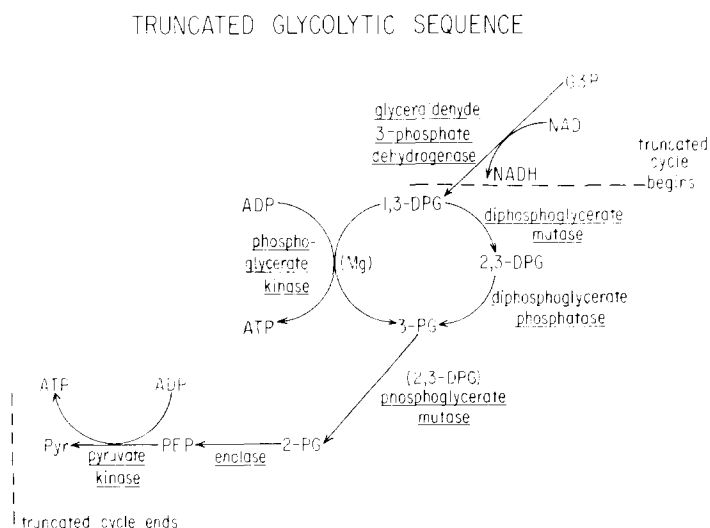 TRUNCATED GLYCOLYTIC SEQUENCE
G3P
glyceraldehyde
3-phosphate
dehydrogenase
NAD
NADH
truncated
cycle
begins
ADP
1,3-DPG
diphosphoglycerate
mutase
phospho-
glycerate
kinase
(Mg)
2,3-DPG
diphosphoglycerate
phosphatase
ATP
3-PG
(2,3-DPG)
phosphoglycerate
mutase
ATP
ADP
Pyr
pyruvate
kinase
PEP
enolase
2-PG
truncated cycle ends